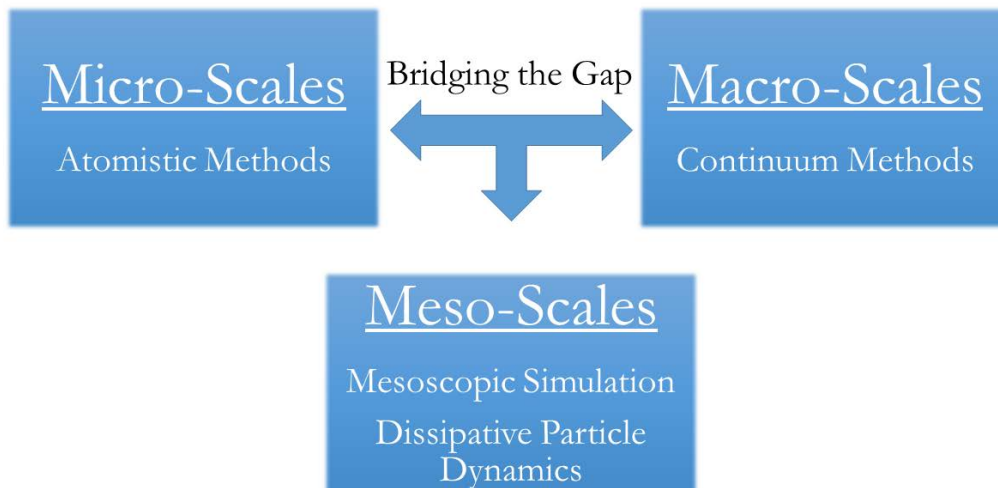 Micro-Scales
Atomistic Methods
Bridging the Gap
Macro-Scales
Continuum Methods
Meso-Scales
Mesoscopic Simulation
Dissipative Particle
Dynamics